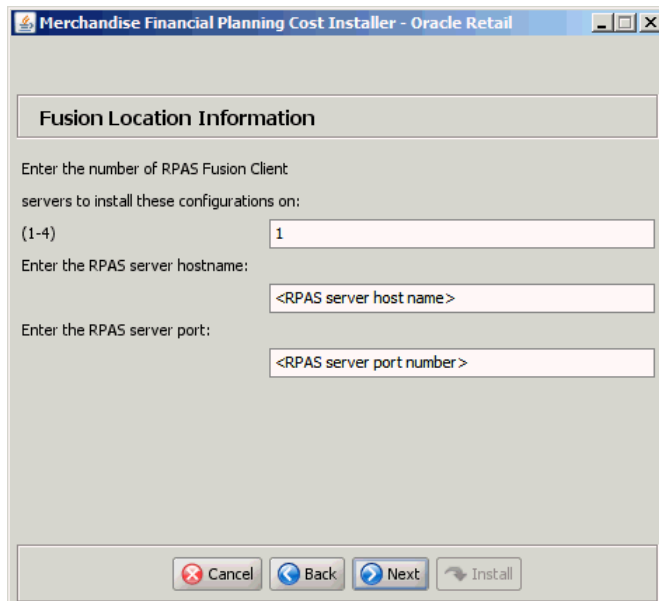 Merchandise Financial Planning Cost Installer - Oracle Retail
Fusion Location Information
Enter the number of RPAS Fusion Client
servers to install these configurations on:
(1-4)
1
Enter the RPAS server hostname:
<RPAS server host name>
Enter the RPAS server port:
<RPAS server port number>
Cancel
Back
Next
Install